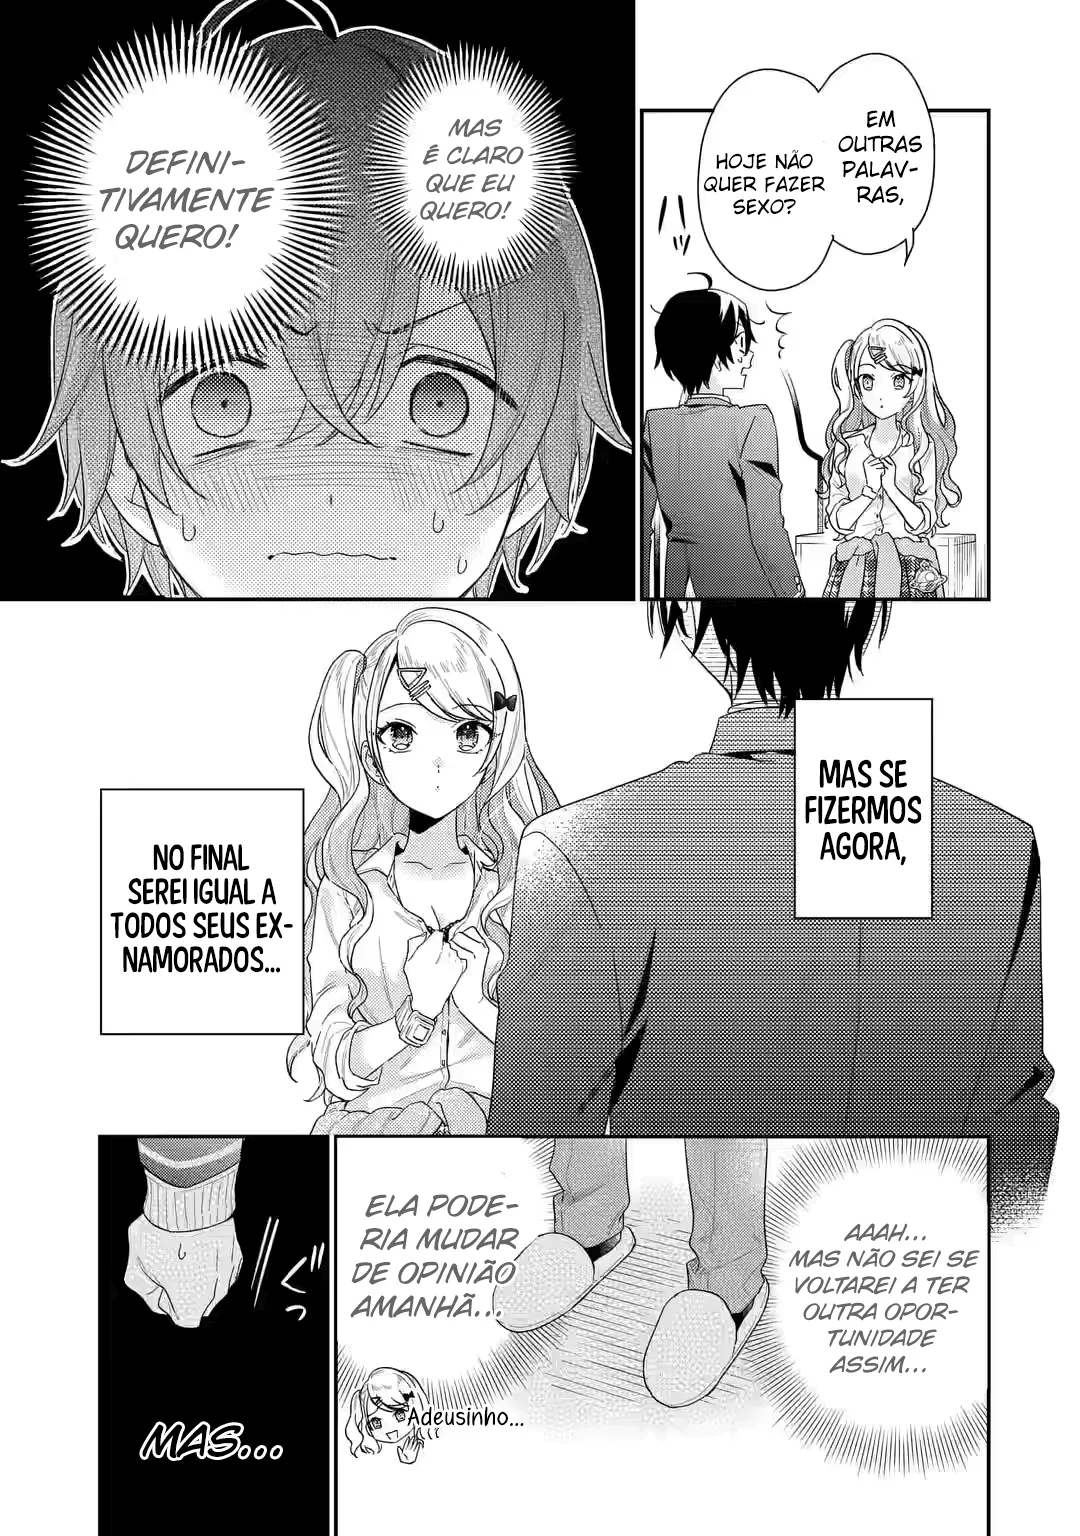 EM
OUTRAS
PALAV-
RAS,
HOJE NÃO
QUER FAZER
SEXO?
MAS
É CLARO
QUE EU
QUERO!
DEFINI-
TIVAMENTE
QUERO!
MAS SE
FIZERMOS
AGORA,
NO FINAL
SEREI IGUAL A
TODOS SEUS EX-
NAMORADOS...
AAAH...
MAS NÃO SEI SE
VOLTAREI A TER
OUTRA OPOR-
TUNIDADE
ASSIM...
ELA PODE-
RIA MUDAR
DE OPINIÃO
AMANHÃ...
Adeusinho...
ぐっ
MAS...